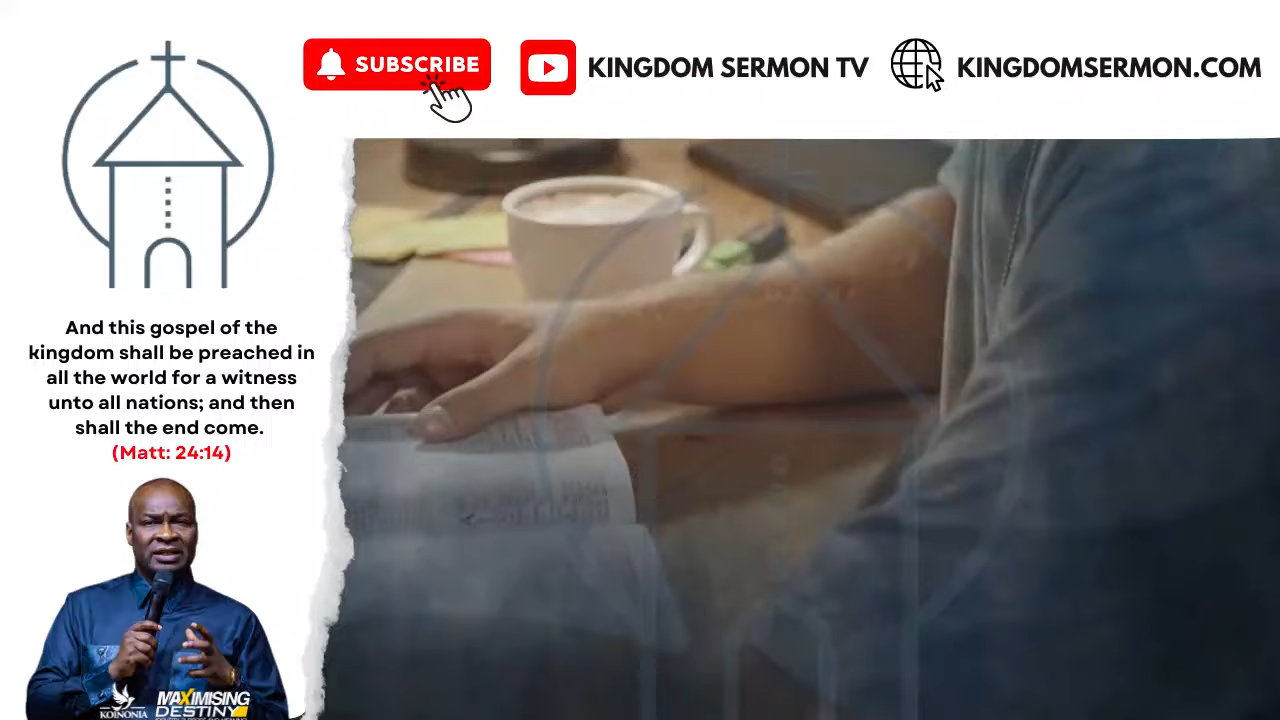 SUBSCRIBE
KINGDOM SERMON TV
KINGDOMSERMON.COM
And this gospel of the
kingdom shall be preached in
all the world for a witness
unto all nations; and then
shall the end come.
(Matt: 24:14)
KOINONIA
MAXIMISING
DESTINY